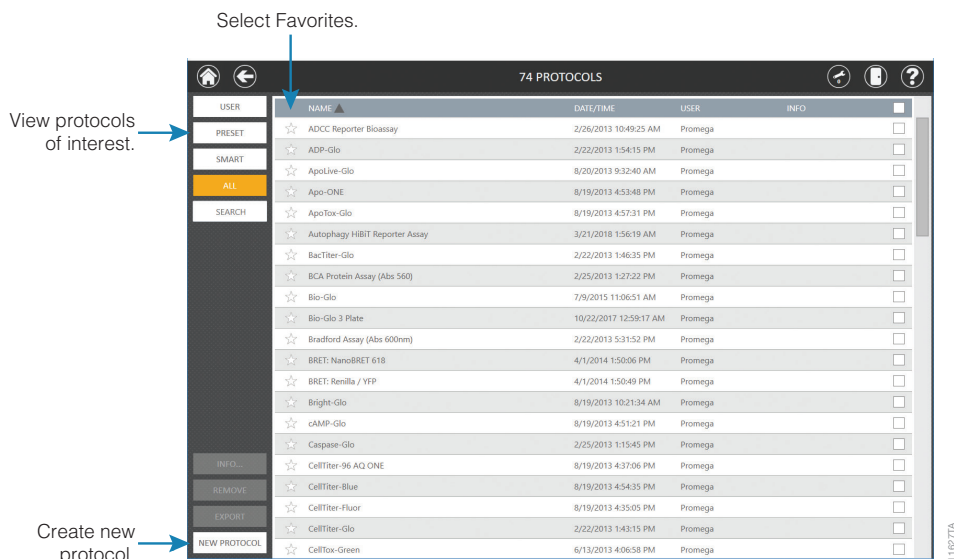 Select Favorites.
74 PROTOCOLS
?
View protocols
of interest.
USER
PRESET
SMART
ALL
SEARCH
NAME DATE/TIME USER INFO
ADCC Reporter Bioassay 2/26/2013 10:49:25 AM Promega
ADP-Glo 2/22/2013 1:54:15 PM Promega
ApoLive-Glo 8/20/2013 9:32:40 AM Promega
Apo-ONE 8/19/2013 4:53:48 PM Promega
ApoTox-Glo 8/19/2013 4:57:31 PM Promega
Autophagy HiBiT Reporter Assay 3/21/2018 1:56:19 AM Promega
BacTiter-Glo 2/22/2013 1:46:35 PM Promega
BCA Protein Assay (Abs 560) 2/25/2013 1:27:22 PM Promega
Bio-Glo 7/9/2015 11:06:51 AM Promega
Bio-Glo 3 Plate 10/22/2017 12:59:17 AM Promega
Bradford Assay (Abs 600nm) 2/22/2013 5:31:52 PM Promega
BRET: NanoBRET 618 4/1/2014 1:50:06 PM Promega
BRET: Renilla / YFP 4/1/2014 1:50:49 PM Promega
Bright-Glo 8/19/2013 10:21:34 AM Promega
cAMP-Glo 8/19/2013 4:51:21 PM Promega
Caspase-Glo 2/25/2013 1:15:45 PM Promega
CellTiter-96 AQ ONE 8/19/2013 4:37:06 PM Promega
CellTiter-Blue 8/19/2013 4:54:35 PM Promega
CellTiter-Fluor 8/19/2013 4:35:05 PM Promega
CellTiter-Glo 2/22/2013 1:43:15 PM Promega
CellTox-Green 6/13/2013 4:06:58 PM Promega
INFO...
REMOVE
EXPORT
NEW PROTOCOL
Create new
protocol.
1627TA